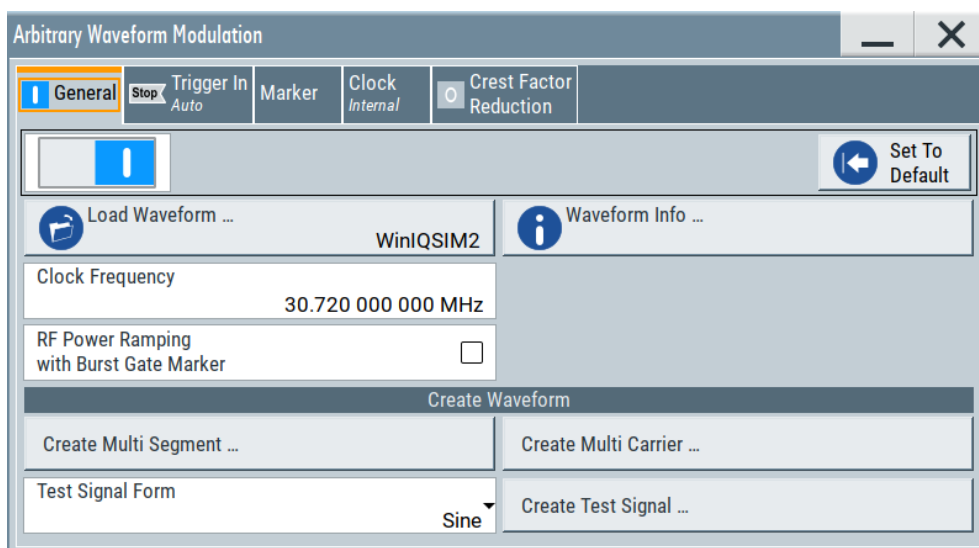 Arbitrary Waveform Modulation
General
Stop
Trigger In
Auto
Marker
Clock
Internal
Crest Factor
Reduction
Set To
Default
Load Waveform ...
WinIQSIM2
Waveform Info ...
Clock Frequency
30.720 000 000 MHz
RF Power Ramping
with Burst Gate Marker
Create Waveform
Create Multi Segment ...
Create Multi Carrier ...
Test Signal Form
Sine
Create Test Signal ...